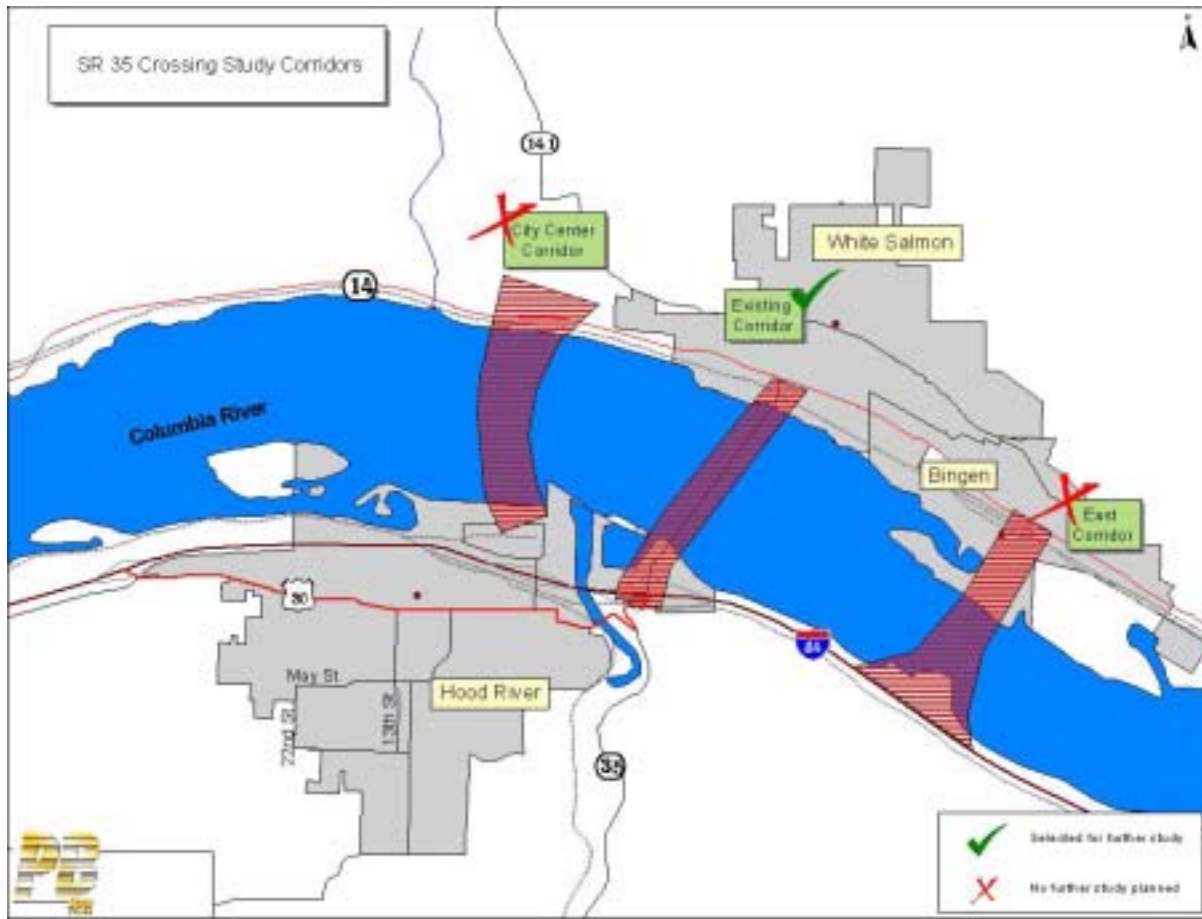 SR 35 Crossing Study Corridors
141
City Center
Corridor
White Salmon
14
Existing
Corridor
Columbia River
Bingen
East
Corridor
30
84
May St.
Hood River
22nd St.
13th St.
35
Selected for further study
No further study planned
PB